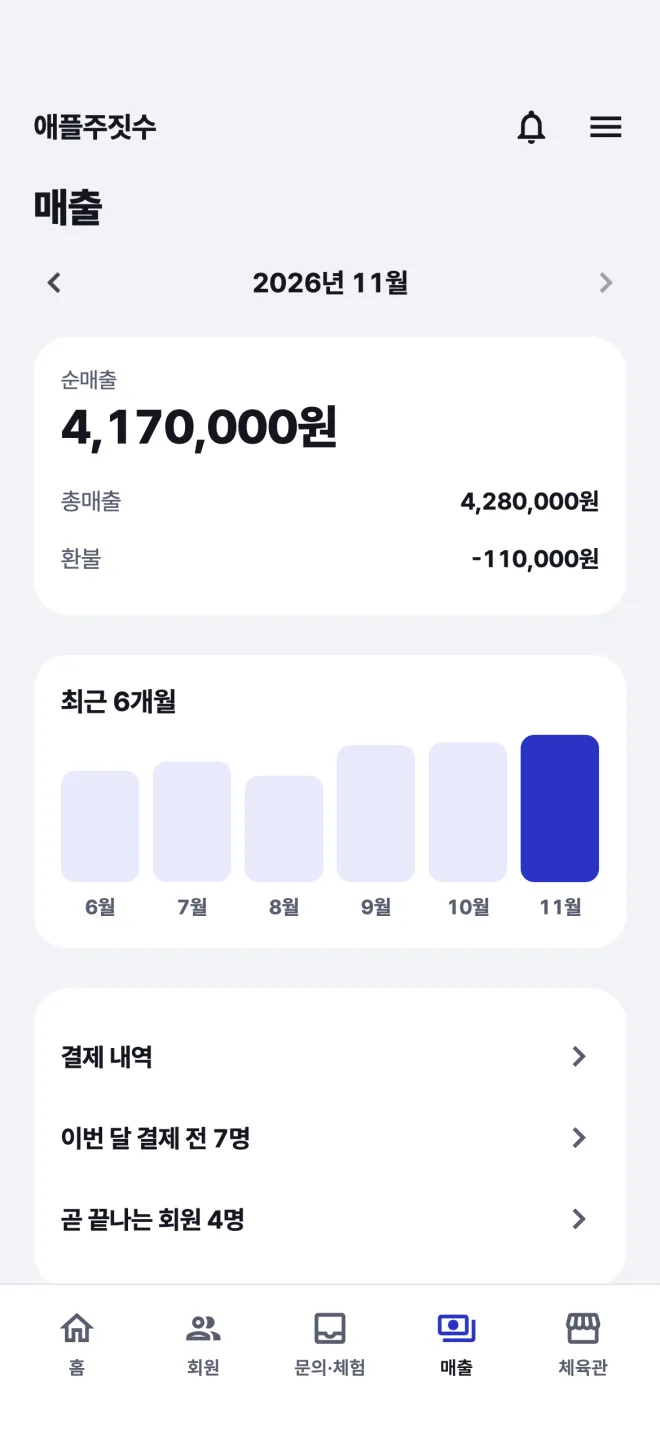 애플주짓수
매출
2026년 11월
순매출
4,170,000원
총매출 4,280,000원
환불 -110,000원
최근 6개월
6월 7월 8월 9월 10월 11월
결제 내역
이번 달 결제 전 7명
곧 끝나는 회원 4명
홈 회원 문의·체험 매출 체육관